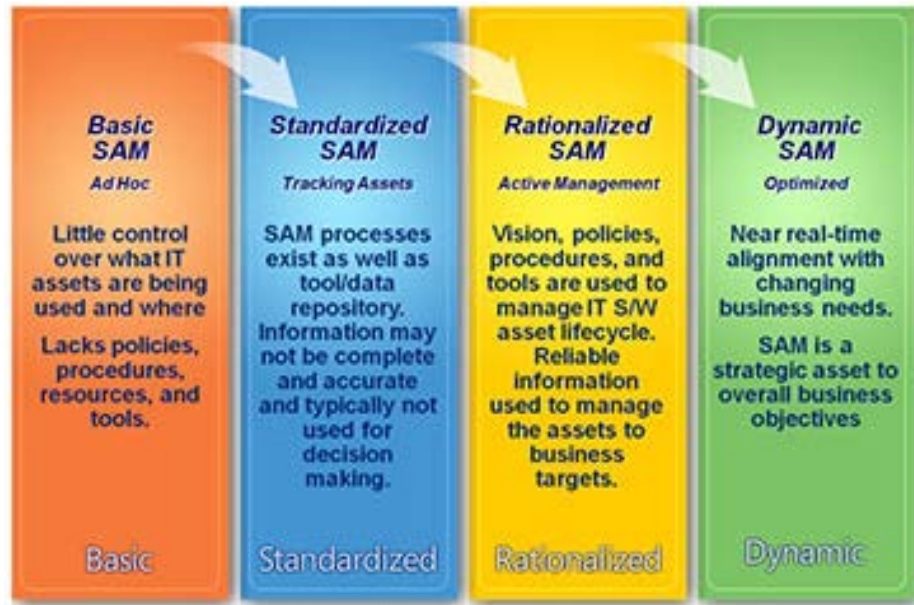 Basic
SAM
Ad Hoc
Little control
over what IT
assets are being
used and where
Lacks policies,
procedures,
resources, and
tools.
Basic
Standardized
SAM
Tracking Assets
SAM processes
exist as well as
tool/data
repository.
Information may
not be complete
and accurate
and typically not
used for
decision
making.
Standardized
Rationalized
SAM
Active Management
Vision, policies,
procedures, and
tools are used to
manage IT S/W
asset lifecycle.
Reliable
information
used to manage
the assets to
business
targets.
Rationalized
Dynamic
SAM
Optimized
Near real-time
alignment with
changing
business needs.
SAM is a
strategic asset to
overall business
objectives
Dynamic